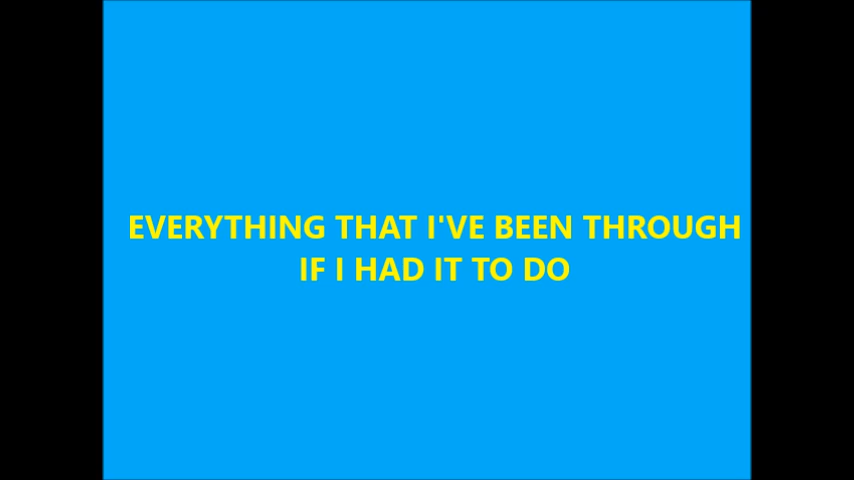 EVERYTHING THAT I'VE BEEN THROUGH
IF I HAD IT TO DO